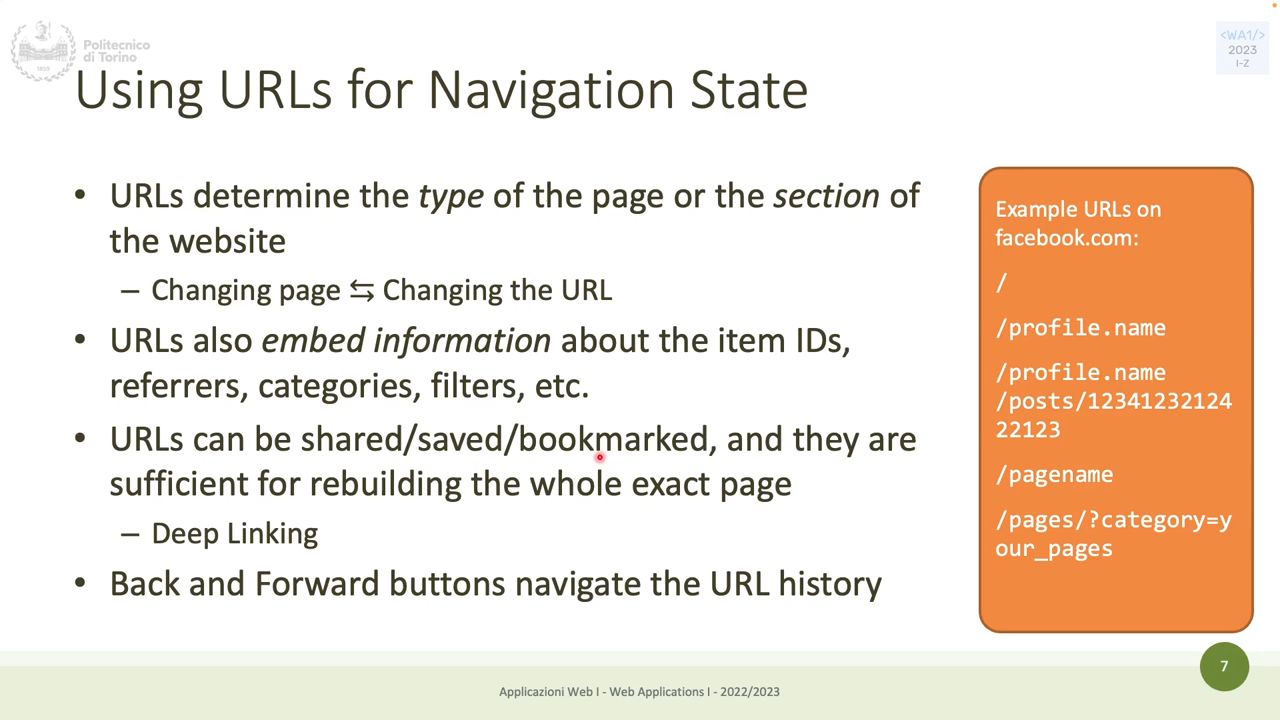 Politecnico
di Torino
1859
<WA1/>
2023
I-Z
Using URLs for Navigation State
• URLs determine the type of the page or the section of
the website
– Changing page ⇆ Changing the URL
• URLs also embed information about the item IDs,
referrers, categories, filters, etc.
• URLs can be shared/saved/bookmarked, and they are
sufficient for rebuilding the whole exact page
– Deep Linking
• Back and Forward buttons navigate the URL history
Example URLs on
facebook.com:
/
/profile.name
/profile.name
/posts/12341232124
22123
/pagename
/pages/?category=y
our_pages
7
Applicazioni Web I - Web Applications I - 2022/2023